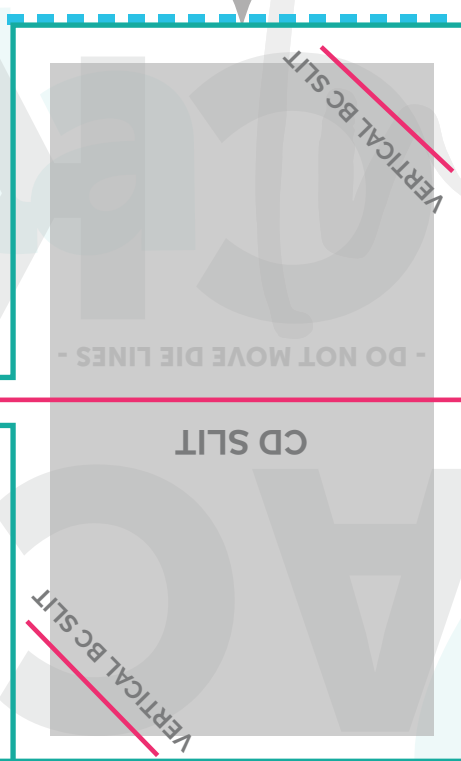 VERTICAL BC SLIT
- DO NOT MOVE DIE LINES -
CD SLIT
VERTICAL BC SLIT